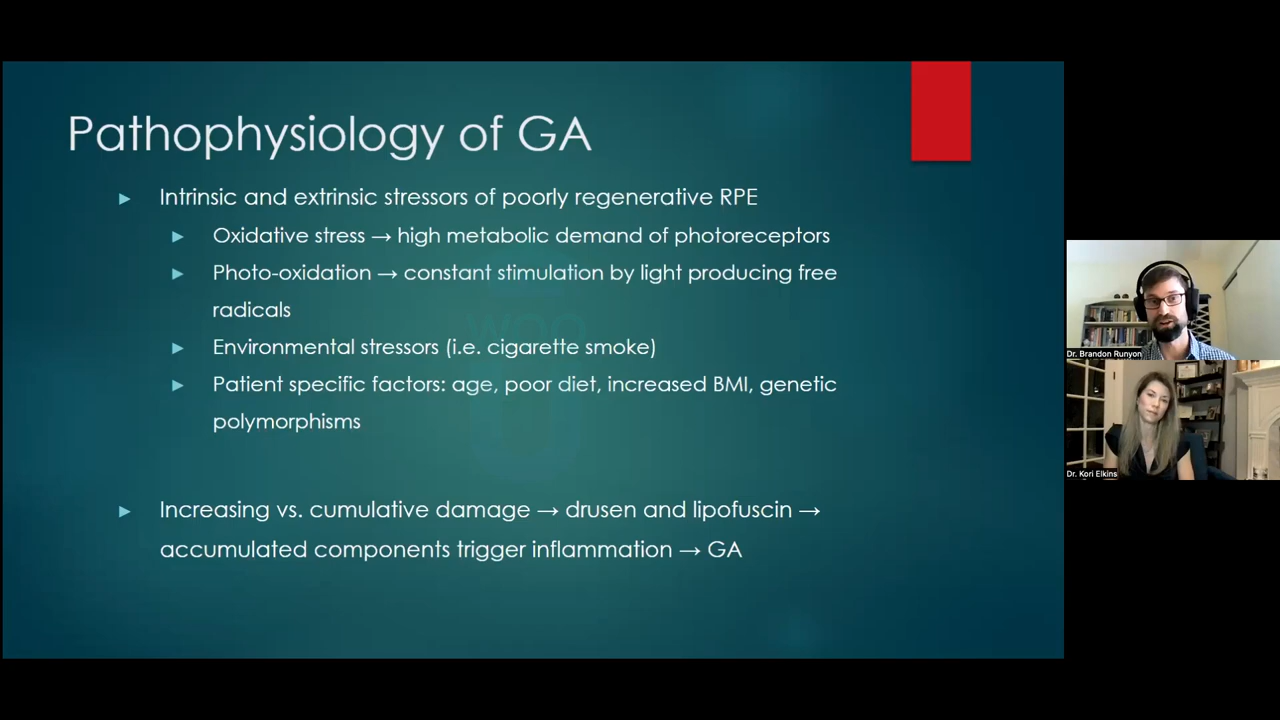 Pathophysiology of GA
► Intrinsic and extrinsic stressors of poorly regenerative RPE
► Oxidative stress → high metabolic demand of photoreceptors
► Photo-oxidation → constant stimulation by light producing free
radicals
► Environmental stressors (i.e. cigarette smoke)
► Patient specific factors: age, poor diet, increased BMI, genetic
polymorphisms
► Increasing vs. cumulative damage → drusen and lipofuscin →
accumulated components trigger inflammation → GA
Dr. Brandon Runyon
Dr. Kori Elkins